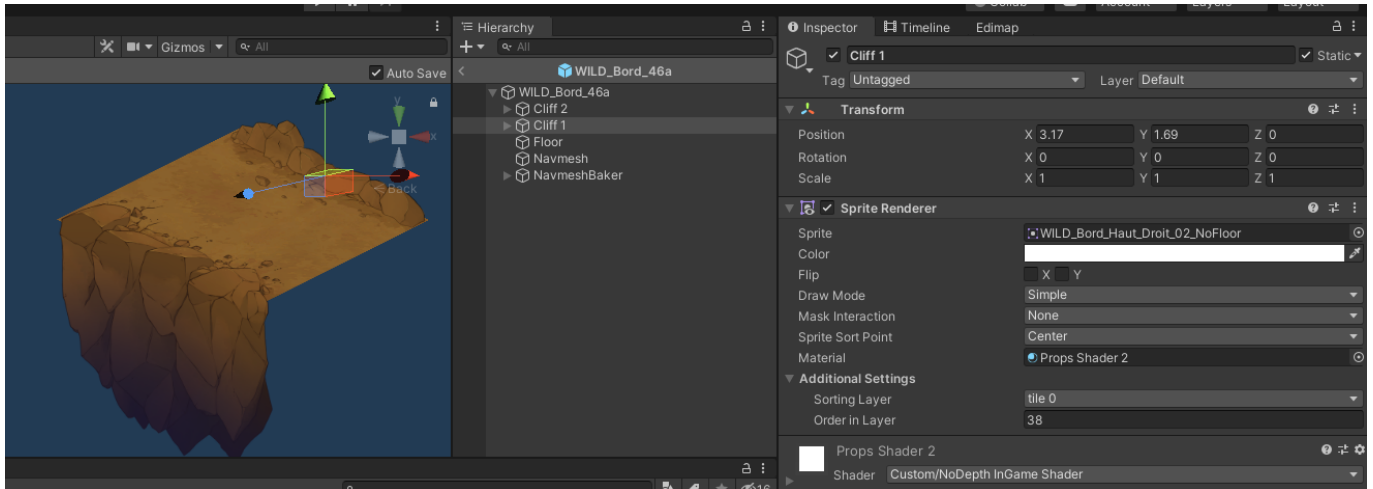 Collab Account Layers Layout
Hierarchy
Inspector Timeline Edimap
Gizmos All
All
Cliff 1 Static
Auto Save
WILD_Bord_46a
Tag Untagged Layer Default
WILD_Bord_46a
Cliff 2
Cliff 1
Floor
Navmesh
NavmeshBaker
y
x
Back
Transform
Position X 3.17 Y 1.69 Z 0
Rotation X 0 Y 0 Z 0
Scale X 1 Y 1 Z 1
Sprite Renderer
Sprite WILD_Bord_Haut_Droit_02_NoFloor
Color
Flip X Y
Draw Mode Simple
Mask Interaction None
Sprite Sort Point Center
Material Props Shader 2
Additional Settings
Sorting Layer tile 0
Order in Layer 38
Props Shader 2
Shader Custom/NoDepth InGame Shader
16